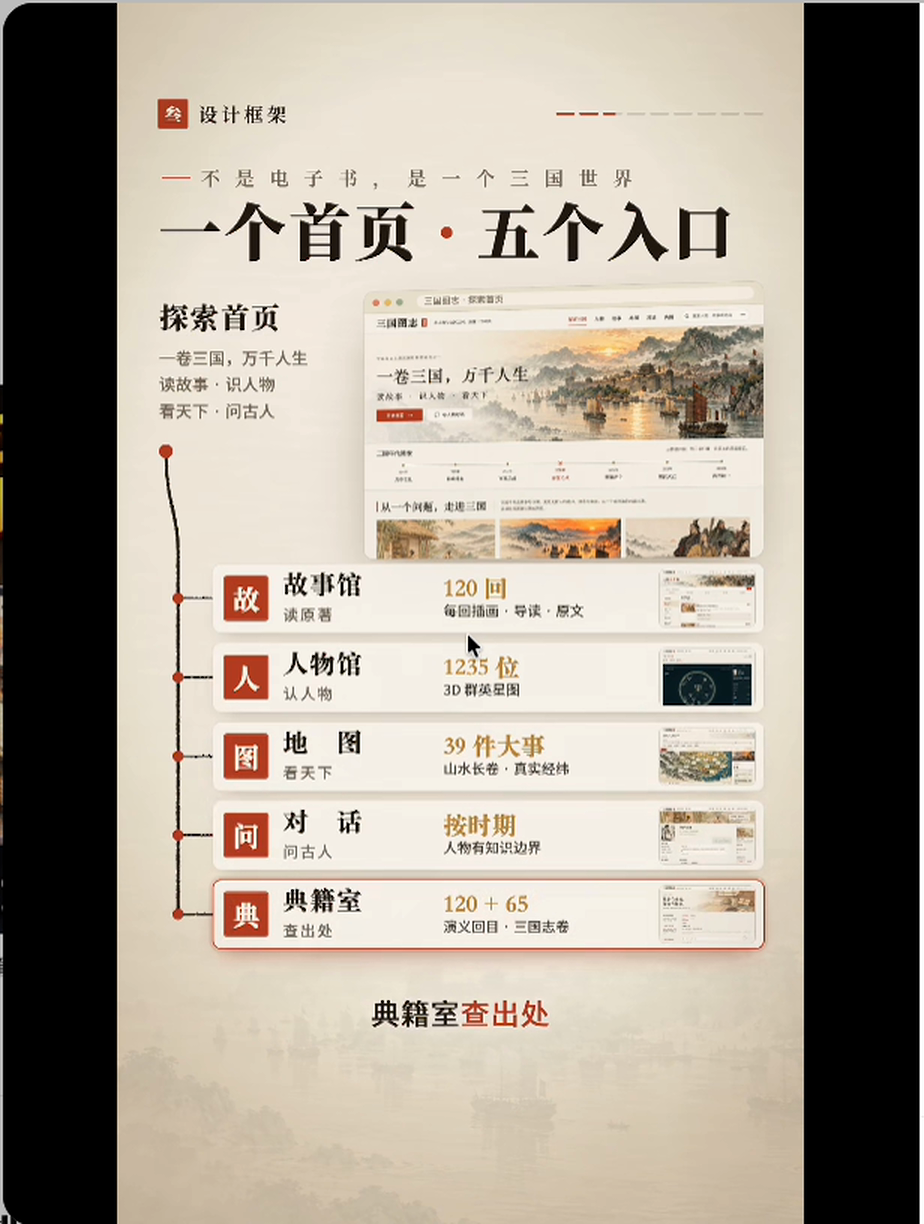 叁 设计框架
不是电子书，是一个三国世界
一个首页·五个入口
探索首页
一卷三国，万千人生
读故事·识人物
看天下·问古人
三国图志·探索首页
三国图志
一卷三国，万千人生
读故事·识人物·看天下
从一个问题，走进三国
故 故事馆 120 回
读原著 每回插画·导读·原文
人 人物馆 1235 位
认人物 3D 群英星图
图 地 图 39 件大事
看天下 山水长卷·真实经纬
问 对 话 按时期
问古人 人物有知识边界
典 典籍室 120 + 65
查出处 演义回目·三国志卷
典籍室查出处